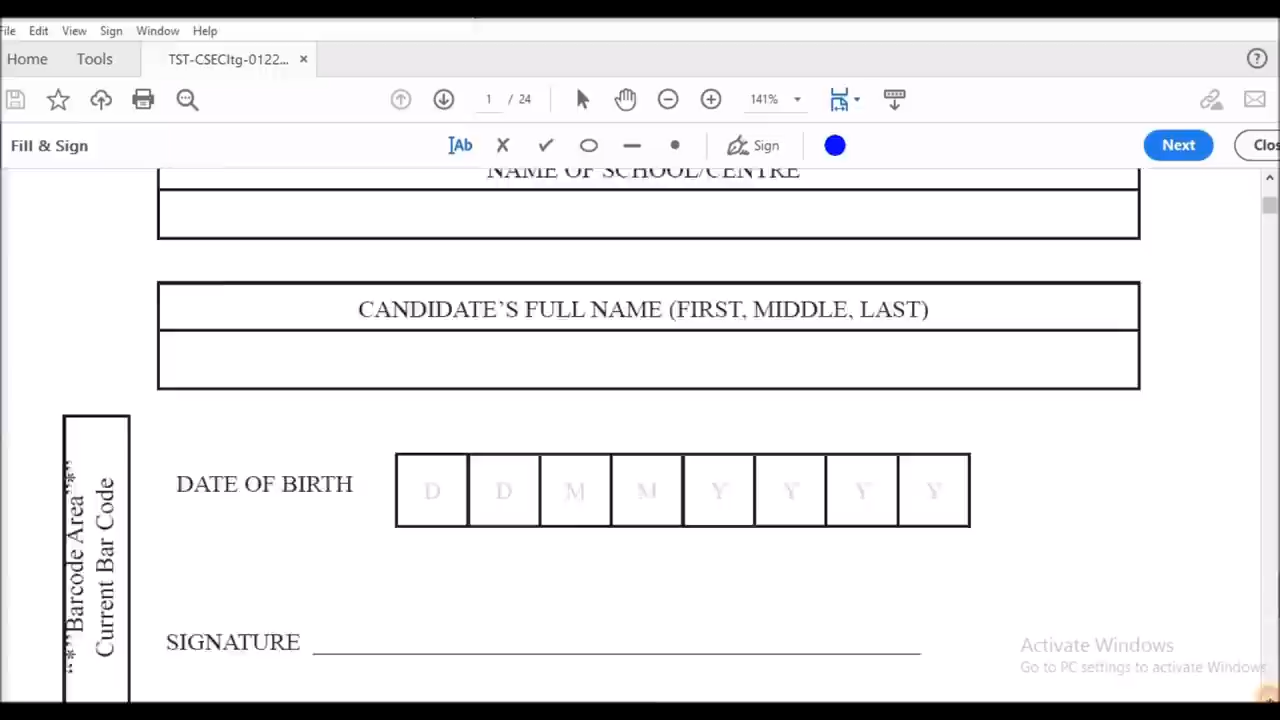 File Edit View Sign Window Help
Home Tools TST-CSECItg-0122... ×
1 / 24 141%
Fill & Sign Ab Sign Next Clos
NAME OF SCHOOL/CENTRE
CANDIDATE'S FULL NAME (FIRST, MIDDLE, LAST)
DATE OF BIRTH D D M M Y Y Y Y
SIGNATURE
“*”Barcode Area”*”
Current Bar Code
Activate Windows
Go to PC settings to activate Windows